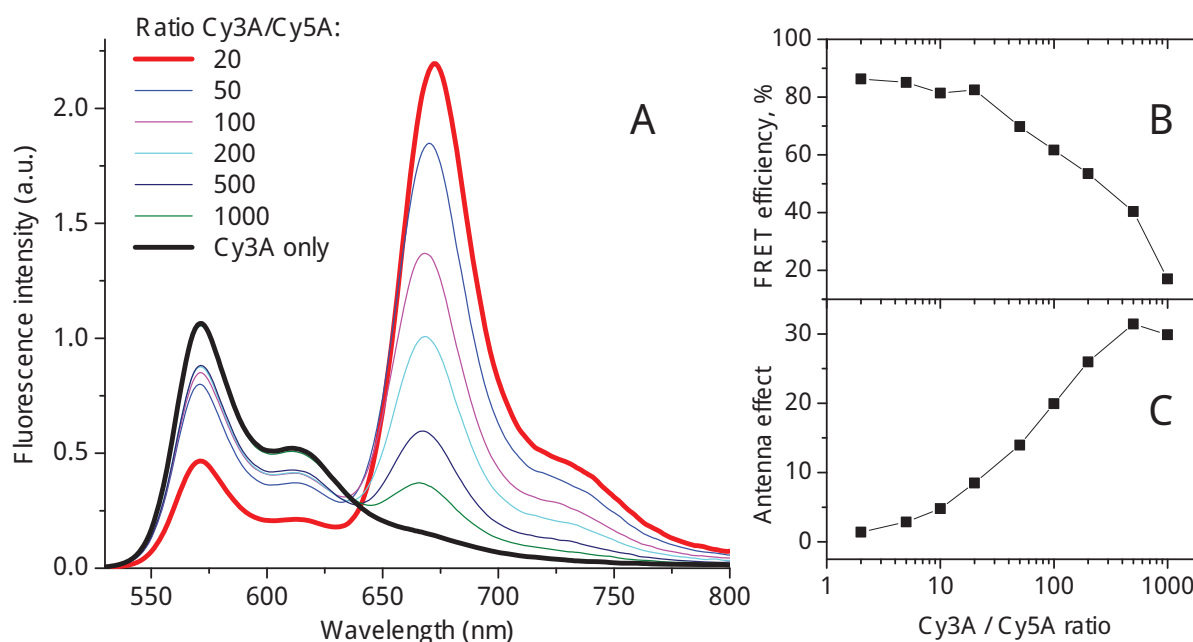 Ratio Cy3A/Cy5A:
20
50
100
200
500
1000
Cy3A only
A
Fluorescence intensity (a.u.)
2.0
1.5
1.0
0.5
0.0
550 600 650 700 750 800
Wavelength (nm)
B
FRET efficiency, %
100
80
60
40
20
C
Antenna effect
30
20
10
0
1 10 100 1000
Cy3A / Cy5A ratio